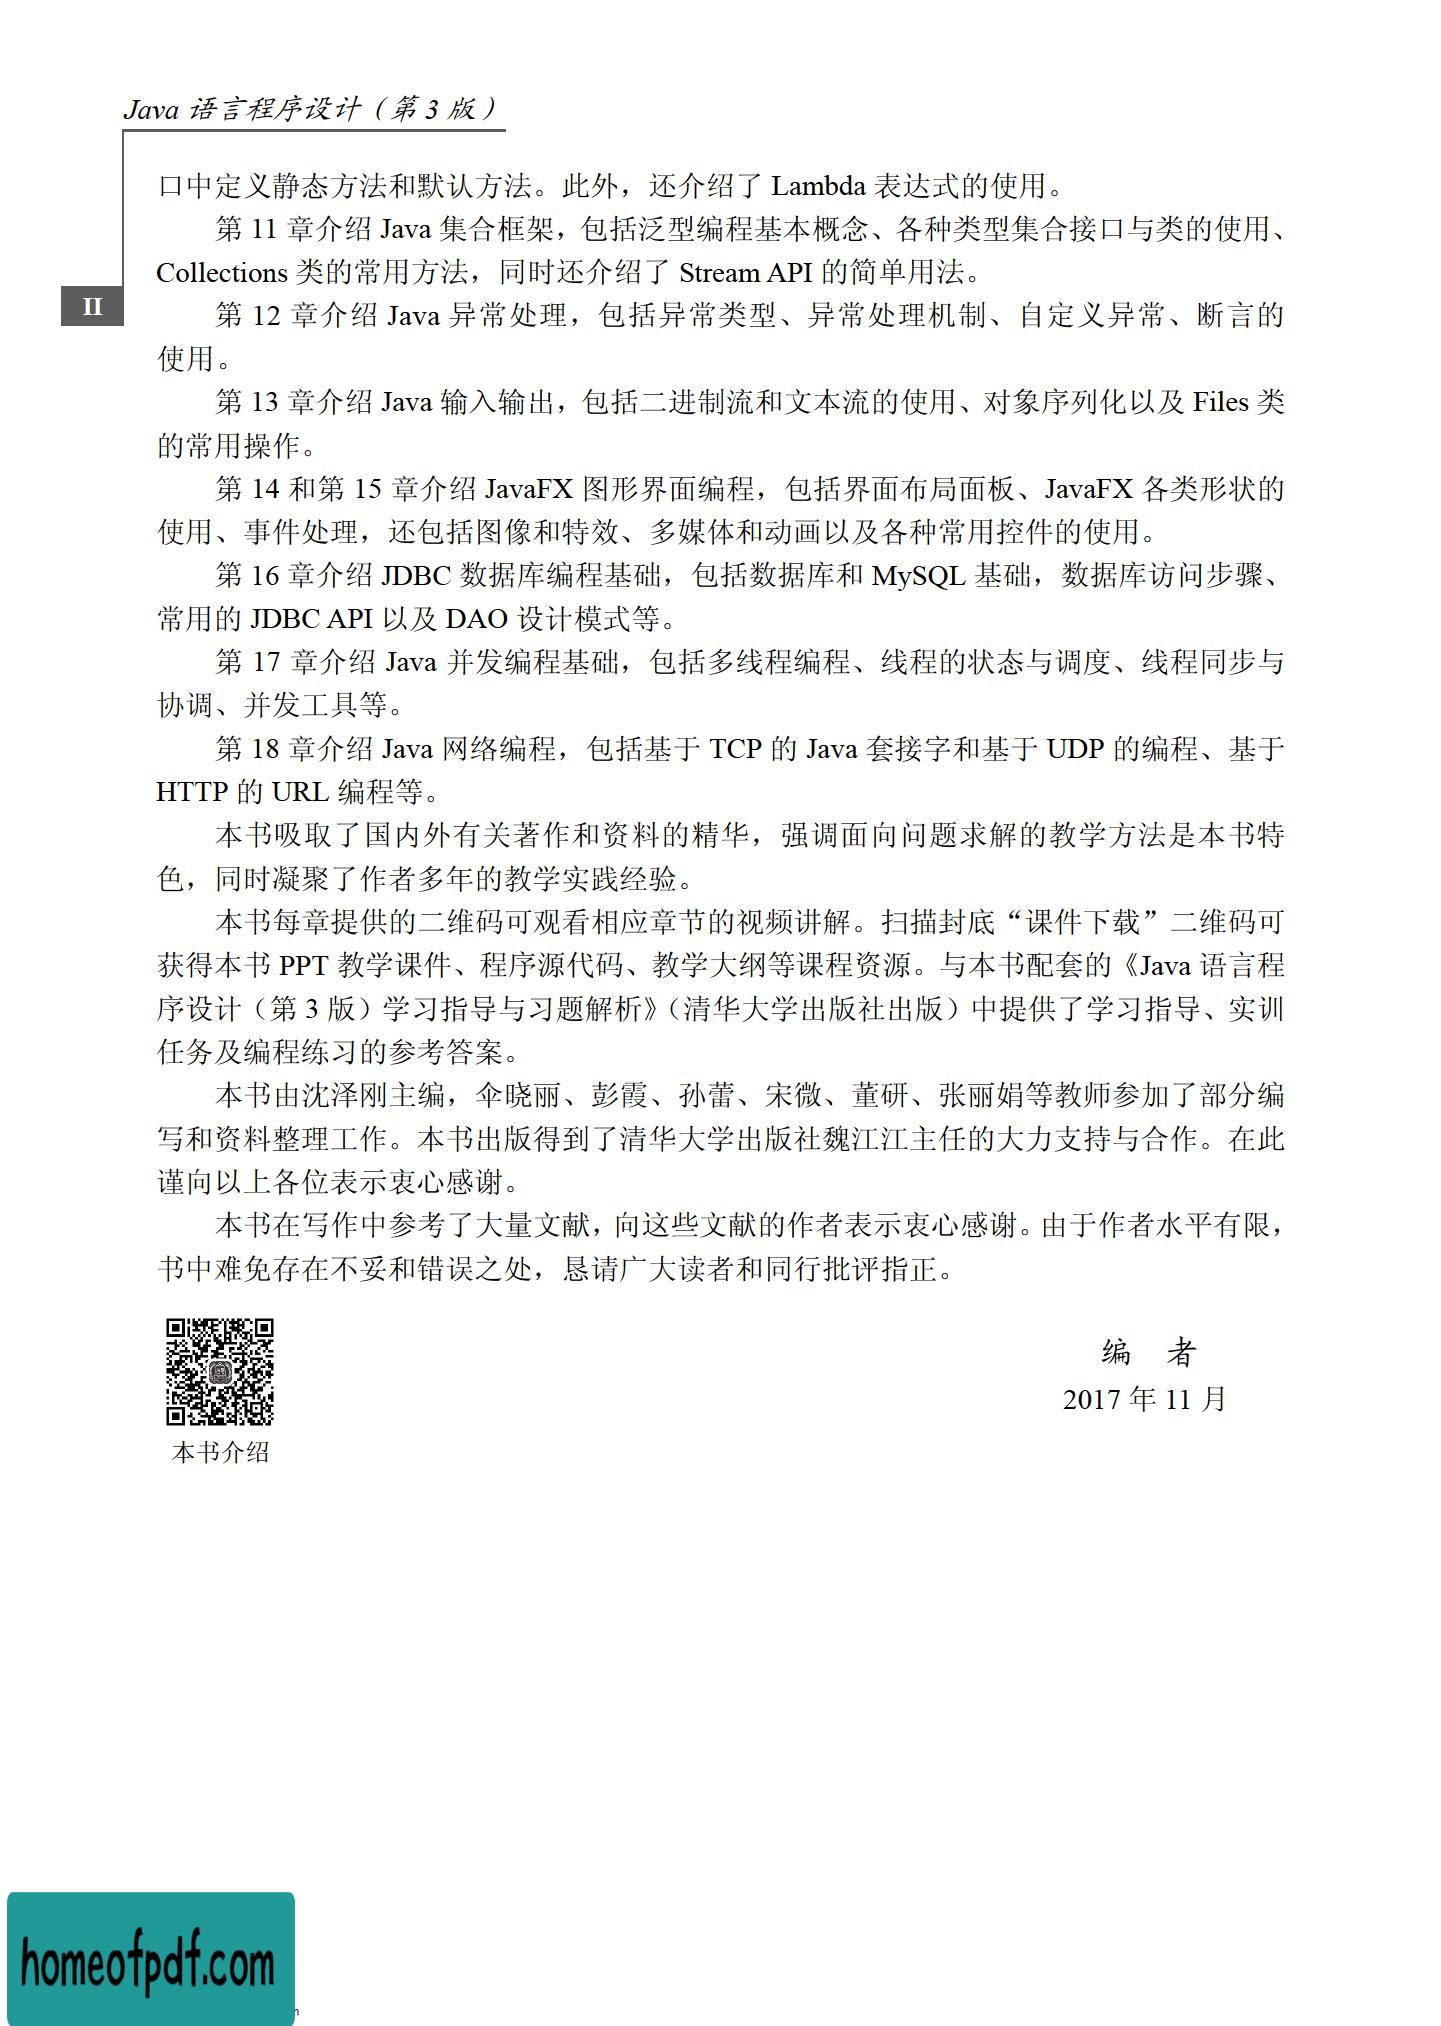 Java 语言程序设计（第 3 版）
口中定义静态方法和默认方法。此外，还介绍了 Lambda 表达式的使用。
第 11 章介绍 Java 集合框架，包括泛型编程基本概念、各种类型集合接口与类的使用、
Collections 类的常用方法，同时还介绍了 Stream API 的简单用法。
II
第 12 章介绍 Java 异常处理，包括异常类型、异常处理机制、自定义异常、断言的
使用。
第 13 章介绍 Java 输入输出，包括二进制流和文本流的使用、对象序列化以及 Files 类
的常用操作。
第 14 和第 15 章介绍 JavaFX 图形界面编程，包括界面布局面板、JavaFX 各类形状的
使用、事件处理，还包括图像和特效、多媒体和动画以及各种常用控件的使用。
第 16 章介绍 JDBC 数据库编程基础，包括数据库和 MySQL 基础，数据库访问步骤、
常用的 JDBC API 以及 DAO 设计模式等。
第 17 章介绍 Java 并发编程基础，包括多线程编程、线程的状态与调度、线程同步与
协调、并发工具等。
第 18 章介绍 Java 网络编程，包括基于 TCP 的 Java 套接字和基于 UDP 的编程、基于
HTTP 的 URL 编程等。
本书吸取了国内外有关著作和资料的精华，强调面向问题求解的教学方法是本书特
色，同时凝聚了作者多年的教学实践经验。
本书每章提供的二维码可观看相应章节的视频讲解。扫描封底“课件下载”二维码可
获得本书 PPT 教学课件、程序源代码、教学大纲等课程资源。与本书配套的《Java 语言程
序设计（第 3 版）学习指导与习题解析》（清华大学出版社出版）中提供了学习指导、实训
任务及编程练习的参考答案。
本书由沈泽刚主编，伞晓丽、彭霞、孙蕾、宋微、董研、张丽娟等教师参加了部分编
写和资料整理工作。本书出版得到了清华大学出版社魏江江主任的大力支持与合作。在此
谨向以上各位表示衷心感谢。
本书在写作中参考了大量文献，向这些文献的作者表示衷心感谢。由于作者水平有限，
书中难免存在不妥和错误之处，恳请广大读者和同行批评指正。
编 者
2017 年 11 月
本书介绍
homeofpdf.com